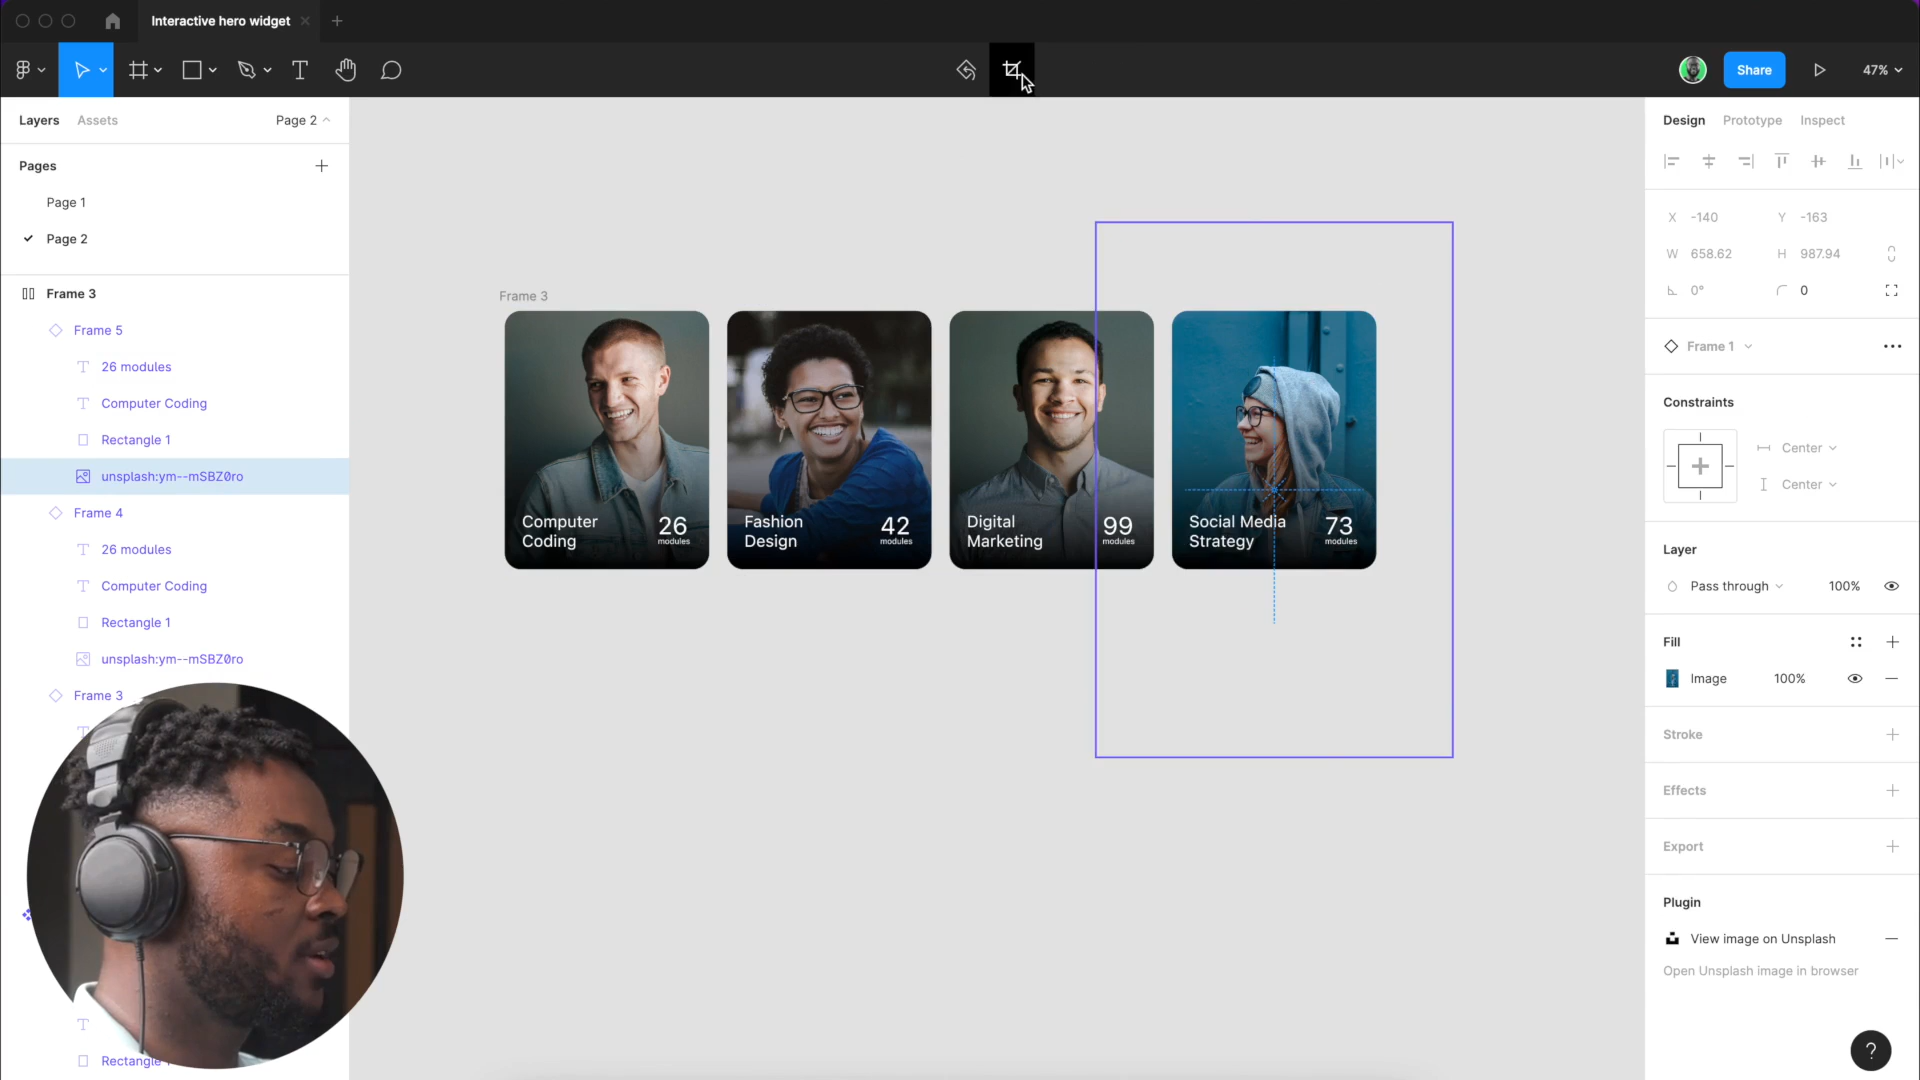 Interactive hero widget
Share
47%
Layers
Assets
Page 2
Pages
Page 1
Page 2
Frame 3
Frame 5
26 modules
Computer Coding
Rectangle 1
unsplash:ym--mSBZ0ro
Frame 4
26 modules
Computer Coding
Rectangle 1
unsplash:ym--mSBZ0ro
Frame 3
Rectangle
Frame 3
Computer
Coding
26
modules
Fashion
Design
42
modules
Digital
Marketing
99
modules
Social Media
Strategy
73
modules
Design
Prototype
Inspect
X -140
Y -163
W 658.62
H 987.94
0°
0
Frame 1
Constraints
Center
Center
Layer
Pass through
100%
Fill
Image
100%
Stroke
Effects
Export
Plugin
View image on Unsplash
Open Unsplash image in browser
?